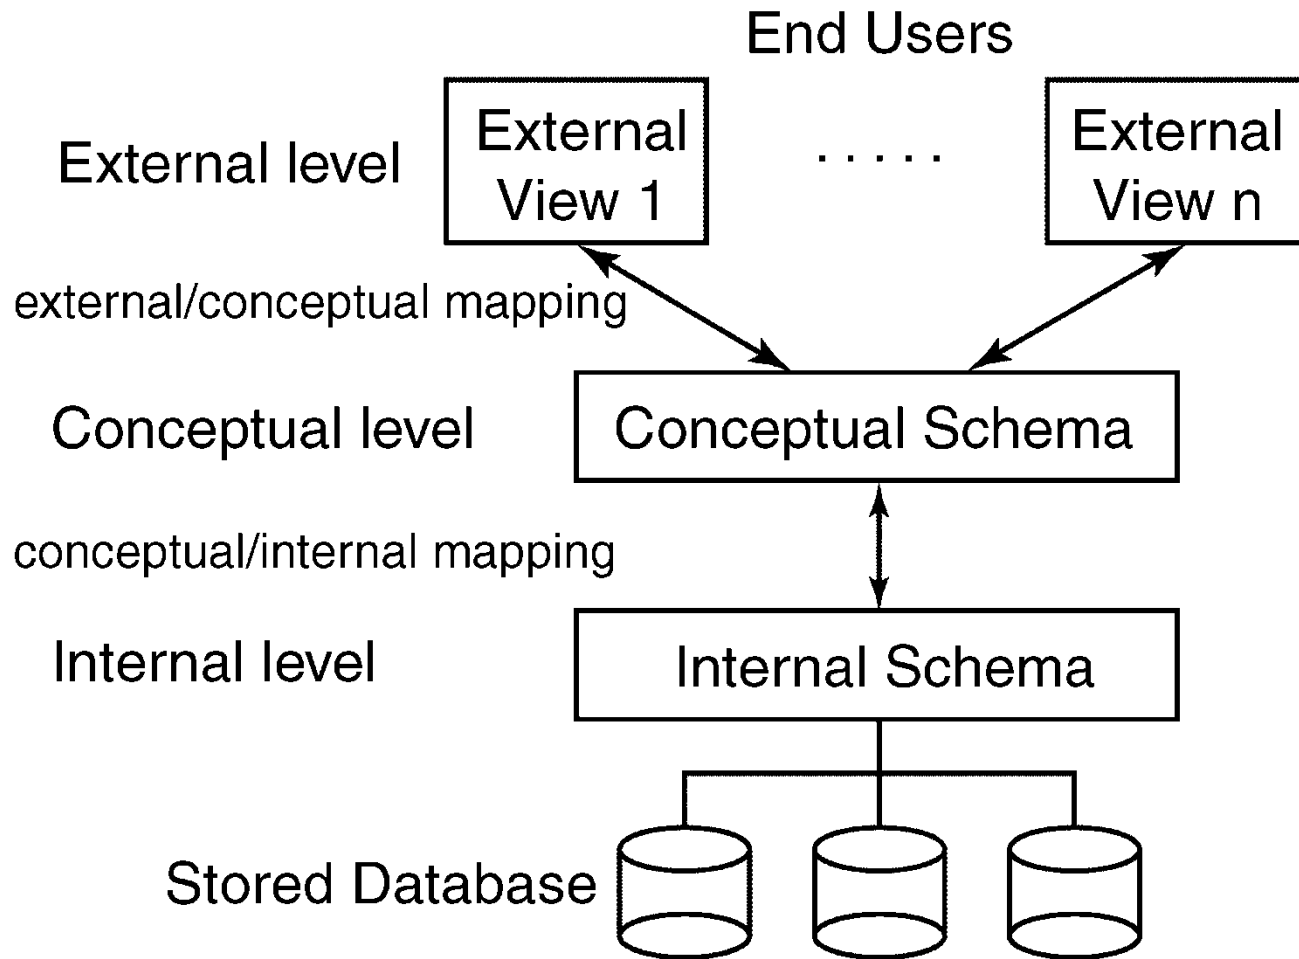 End Users
External level
External
View 1
. . . . .
External
View n
external/conceptual mapping
Conceptual level
Conceptual Schema
conceptual/internal mapping
Internal level
Internal Schema
Stored Database